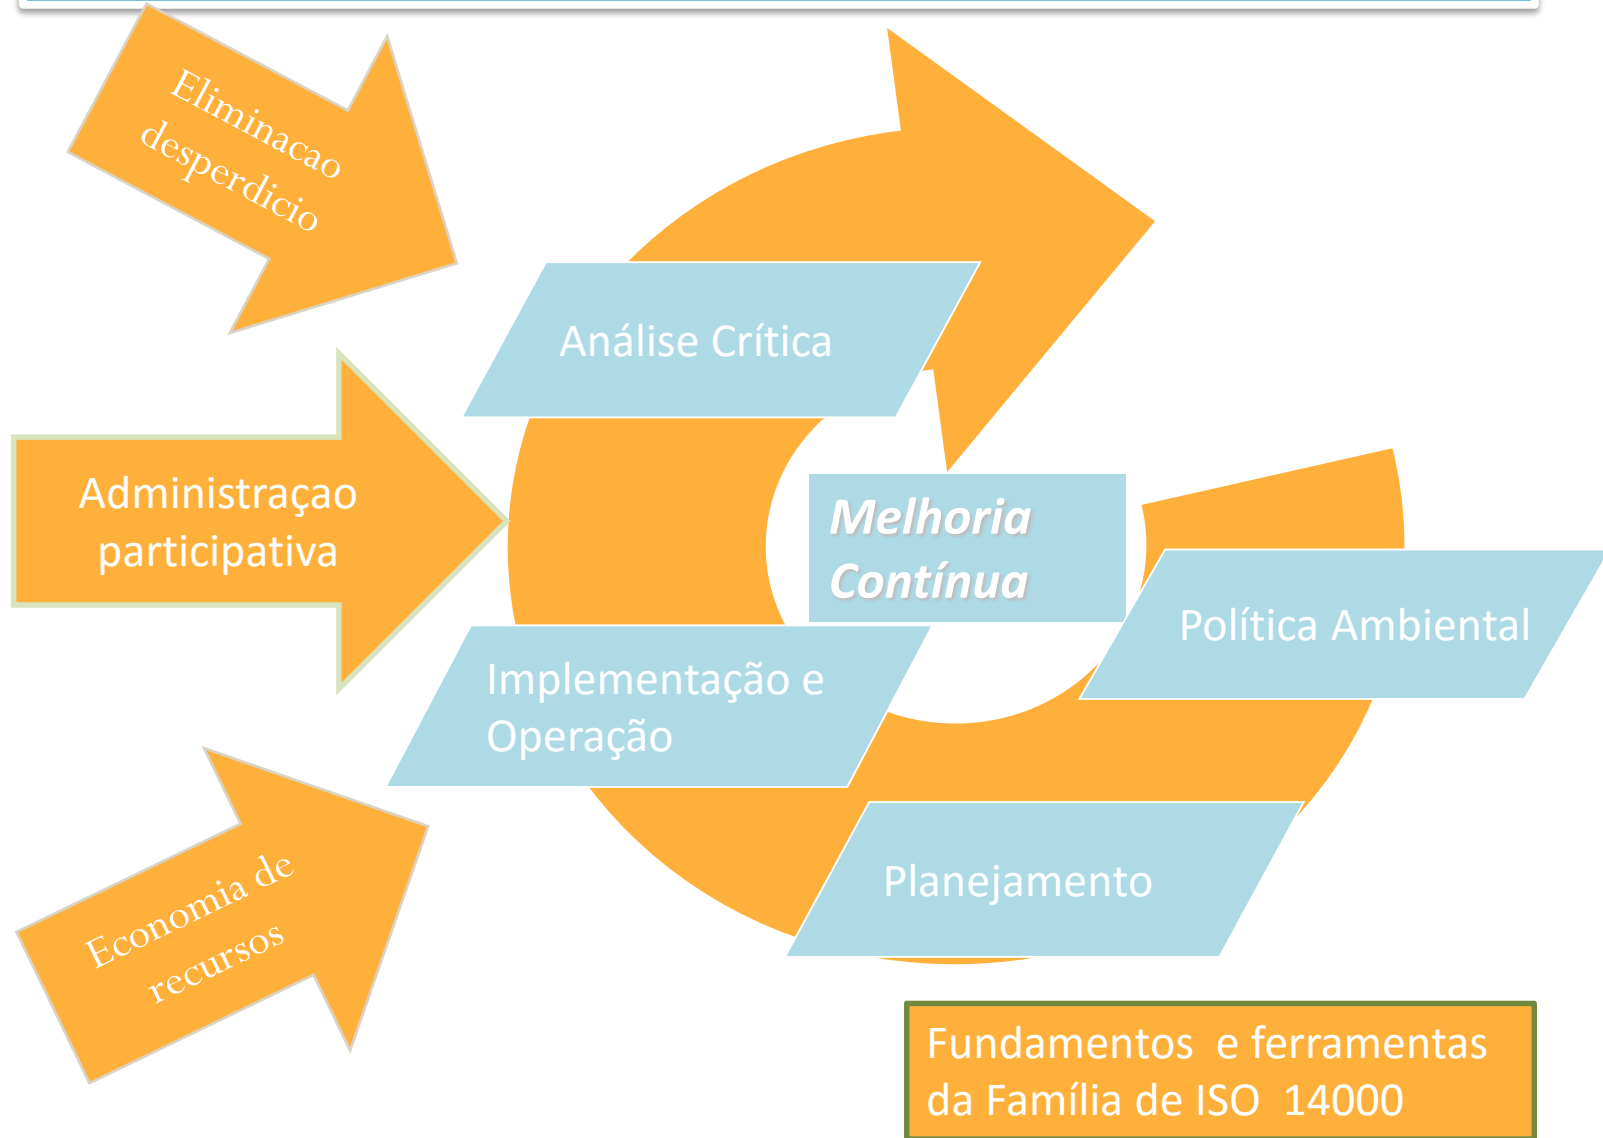 Eliminacao
desperdicio
Análise Crítica
Administraçao
participativa
Melhoria
Contínua
Política Ambiental
Implementação e
Operação
Planejamento
Economia de
recursos
Fundamentos  e ferramentas
da Família de ISO  14000